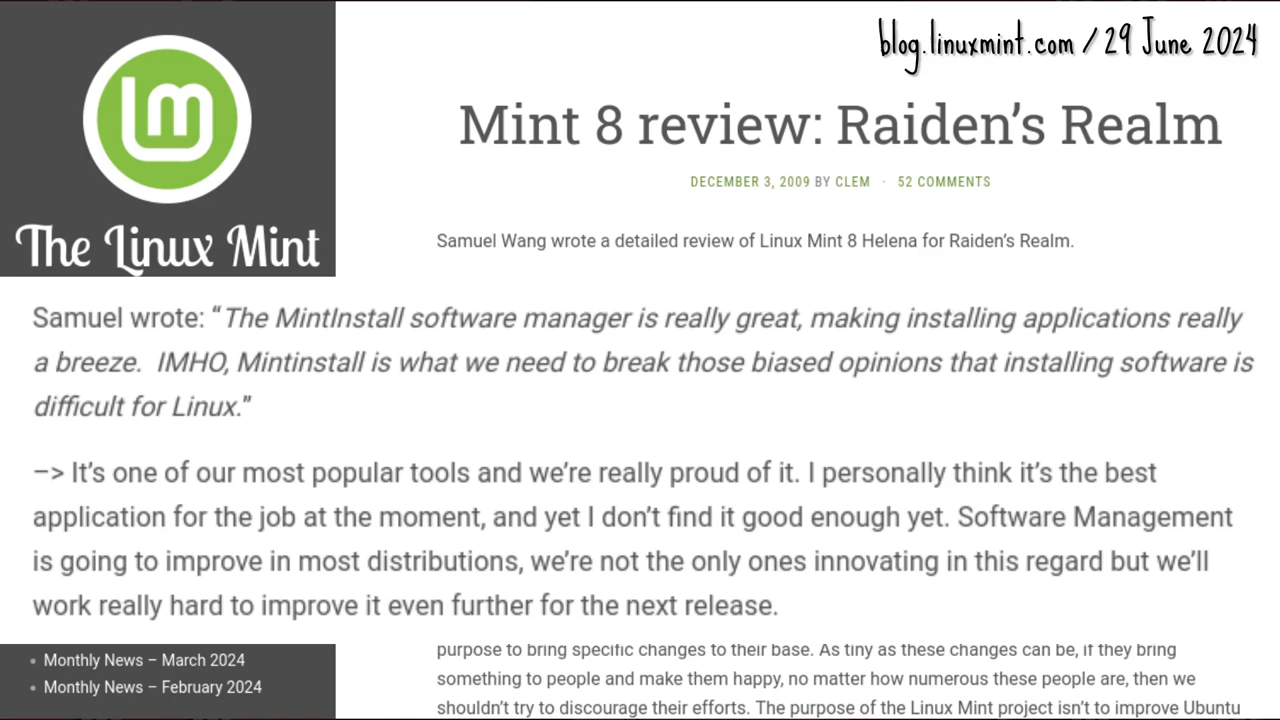 blog.linuxmint.com / 29 June 2024
lm
The Linux Mint
Mint 8 review: Raiden’s Realm
DECEMBER 3, 2009 BY CLEM · 52 COMMENTS
Samuel Wang wrote a detailed review of Linux Mint 8 Helena for Raiden’s Realm.
Samuel wrote: “The MintInstall software manager is really great, making installing applications really
a breeze.  IMHO, Mintinstall is what we need to break those biased opinions that installing software is
difficult for Linux.”
–> It’s one of our most popular tools and we’re really proud of it. I personally think it’s the best
application for the job at the moment, and yet I don’t find it good enough yet. Software Management
is going to improve in most distributions, we’re not the only ones innovating in this regard but we’ll
work really hard to improve it even further for the next release.
• Monthly News – March 2024
• Monthly News – February 2024
purpose to bring specific changes to their base. As tiny as these changes can be, if they bring
something to people and make them happy, no matter how numerous these people are, then we
shouldn’t try to discourage their efforts. The purpose of the Linux Mint project isn’t to improve Ubuntu